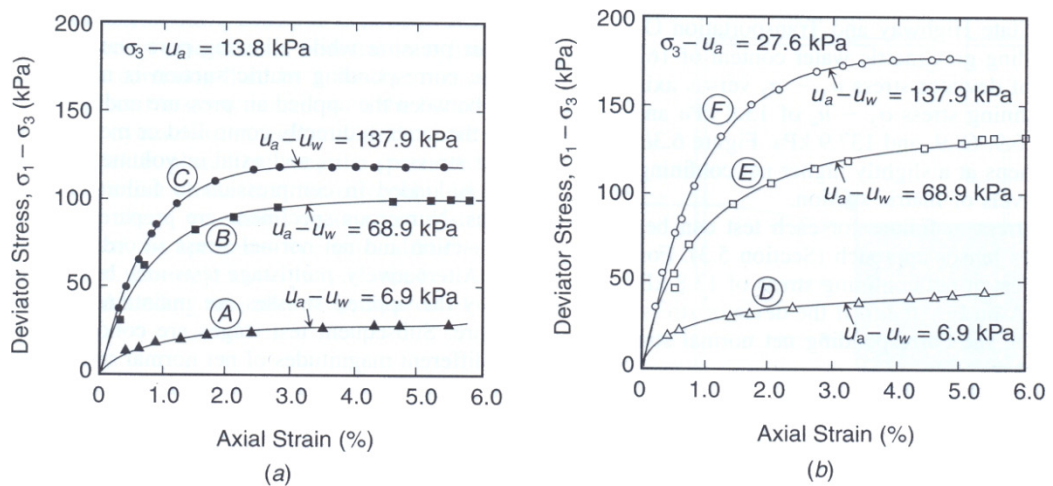 200
150
100
50
0
Deviator Stress, σ1 – σ3 (kPa)
σ3 – ua = 13.8 kPa
ua – uw = 137.9 kPa
C
B
ua – uw = 68.9 kPa
ua – uw = 6.9 kPa
A
0 1.0 2.0 3.0 4.0 5.0 6.0
Axial Strain (%)
(a)
200
150
100
50
0
Deviator Stress, σ1 – σ3 (kPa)
σ3 – ua = 27.6 kPa
ua – uw = 137.9 kPa
F
E
ua – uw = 68.9 kPa
D
ua – uw = 6.9 kPa
0 1.0 2.0 3.0 4.0 5.0 6.0
Axial Strain (%)
(b)